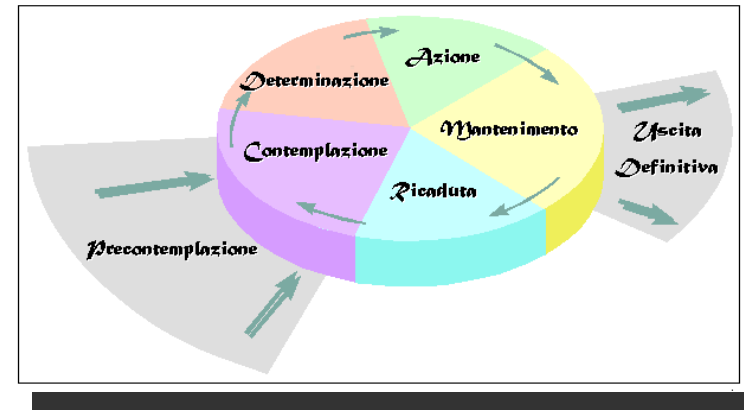 Azione
Determinazione
Mantenimento
Uscita
Definitiva
Contemplazione
Ricaduta
Precontemplazione